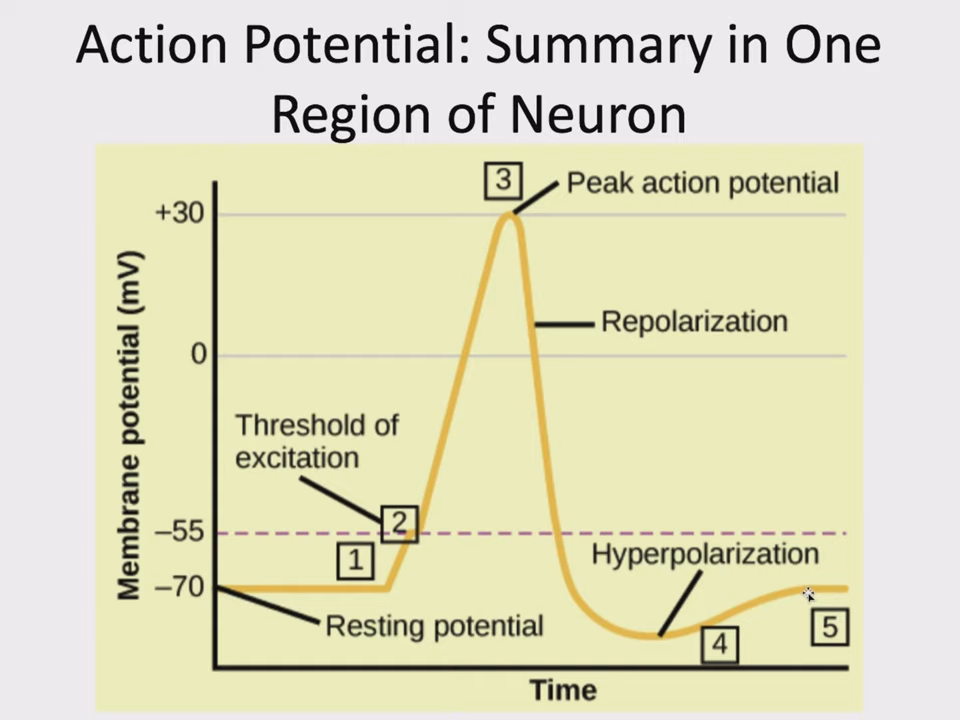 Action Potential: Summary in One
Region of Neuron
3
Peak action potential
+30
Repolarization
0
Threshold of
excitation
2
–55
1
Hyperpolarization
–70
Resting potential
4
5
Membrane potential (mV)
Time